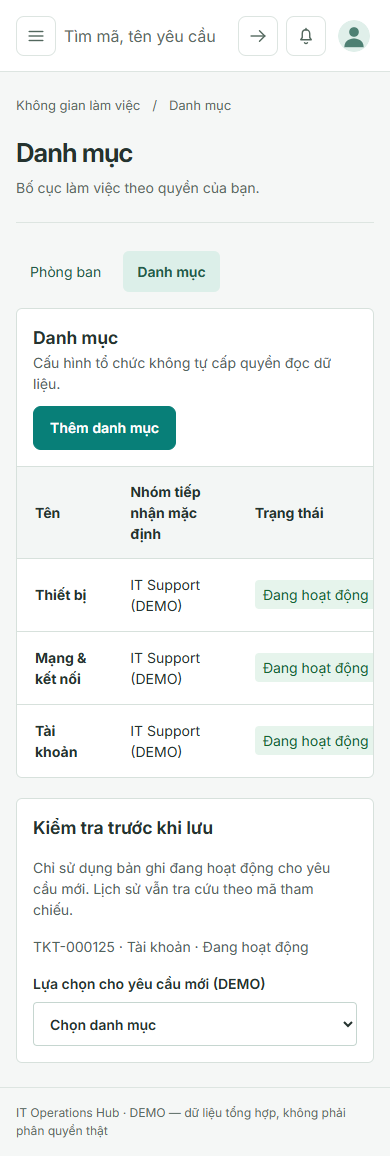 Tìm mã, tên yêu cầu
Không gian làm việc / Danh mục
Danh mục
Bố cục làm việc theo quyền của bạn.
Phòng ban
Danh mục
Danh mục
Cấu hình tổ chức không tự cấp quyền đọc dữ
liệu.
Thêm danh mục
Tên
Nhóm tiếp
nhận mặc
định
Trạng thái
Thiết bị
IT Support
(DEMO)
Đang hoạt động
Mạng &
kết nối
IT Support
(DEMO)
Đang hoạt động
Tài
khoản
IT Support
(DEMO)
Đang hoạt động
Kiểm tra trước khi lưu
Chỉ sử dụng bản ghi đang hoạt động cho yêu
cầu mới. Lịch sử vẫn tra cứu theo mã tham
chiếu.
TKT-000125 · Tài khoản · Đang hoạt động
Lựa chọn cho yêu cầu mới (DEMO)
Chọn danh mục
IT Operations Hub · DEMO — dữ liệu tổng hợp, không phải
phân quyền thật